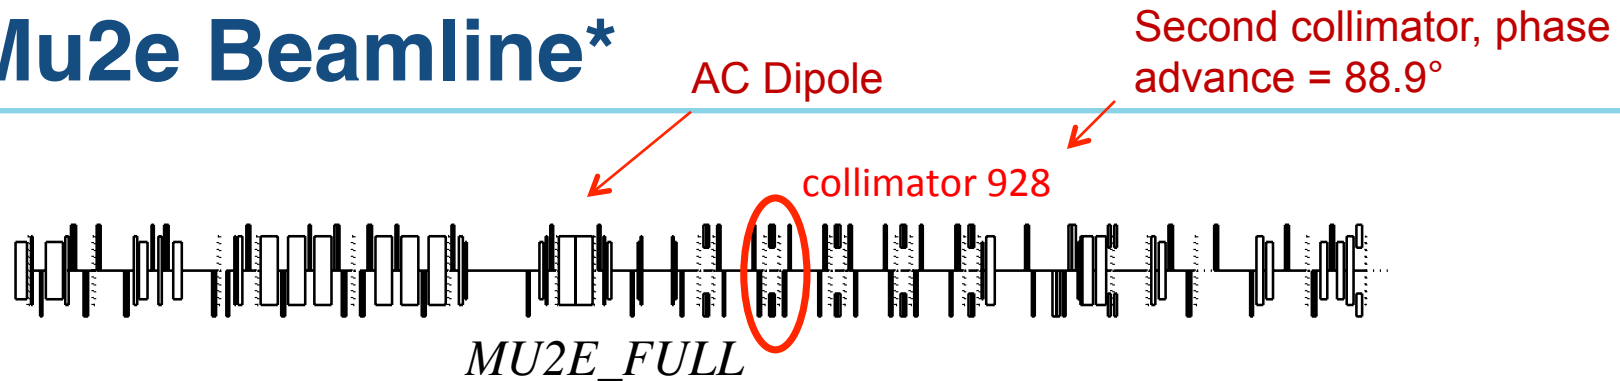 Mu2e Beamline*
AC Dipole
Second collimator, phase
advance = 88.9°
collimator 928
MU2E_FULL